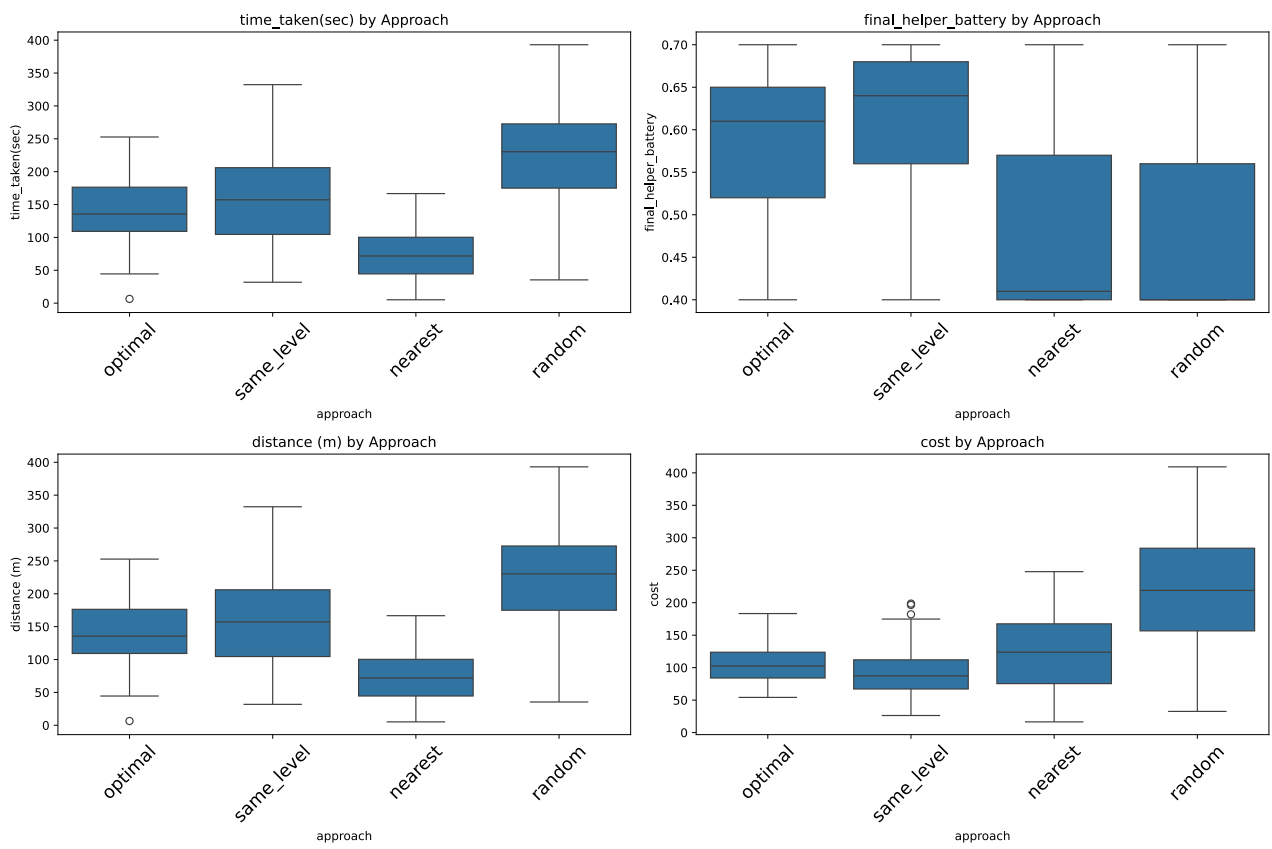 time_taken(sec) by Approach
400
350
300
250
200
150
100
50
0
time_taken(sec)
optimal
same_level
nearest
random
approach
final_helper_battery by Approach
0.70
0.65
0.60
0.55
0.50
0.45
0.40
final_helper_battery
optimal
same_level
nearest
random
approach
distance (m) by Approach
400
350
300
250
200
150
100
50
0
distance (m)
optimal
same_level
nearest
random
approach
cost by Approach
400
350
300
250
200
150
100
50
0
cost
optimal
same_level
nearest
random
approach